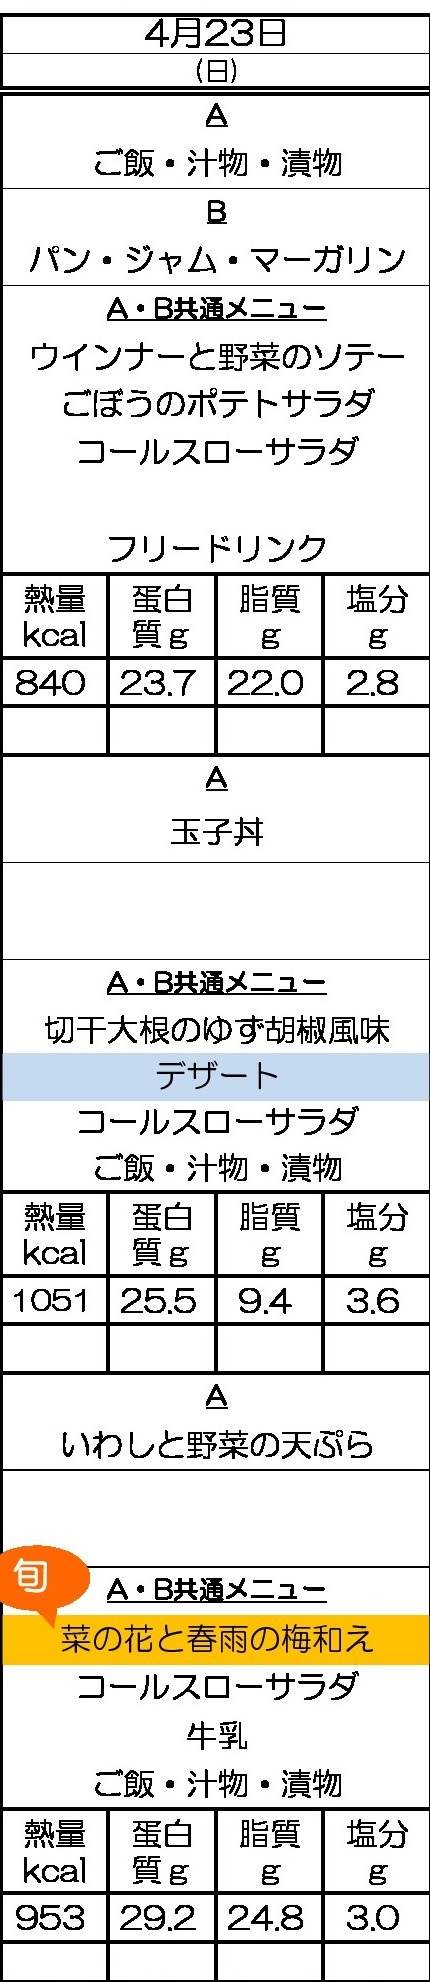 4月23日
(日)
A
ご飯・汁物・漬物
B
パン・ジャム・マーガリン
A・B共通メニュー
ウインナーと野菜のソテー
ごぼうのポテトサラダ
コールスローサラダ
フリードリンク
熱量 蛋白 脂質 塩分
kcal 質g g g
840 23.7 22.0 2.8
A
玉子丼
A・B共通メニュー
切干大根のゆず胡椒風味
デザート
コールスローサラダ
ご飯・汁物・漬物
熱量 蛋白 脂質 塩分
kcal 質g g g
1051 25.5 9.4 3.6
A
いわしと野菜の天ぷら
旬
A・B共通メニュー
菜の花と春雨の梅和え
コールスローサラダ
牛乳
ご飯・汁物・漬物
熱量 蛋白 脂質 塩分
kcal 質g g g
953 29.2 24.8 3.0